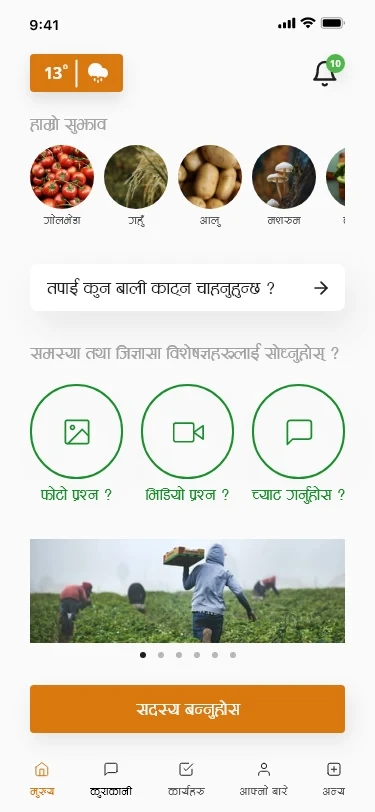 9:41
13°
10
हाम्रो सुझाव
गोलभेडा गहुँ आलु मशरुम
तपाई कुन बाली काट्न चाहनुहुन्छ ?
समस्या तथा जिज्ञासा विशेषज्ञहरूलाई सोध्नुहोस् ?
फोटो प्रश्न ? भिडियो प्रश्न ? च्याट गर्नुहोस ?
सदस्य बन्नुहोस
मुख्य कुराकानी कार्यहरु आफ्नो बारे अन्य